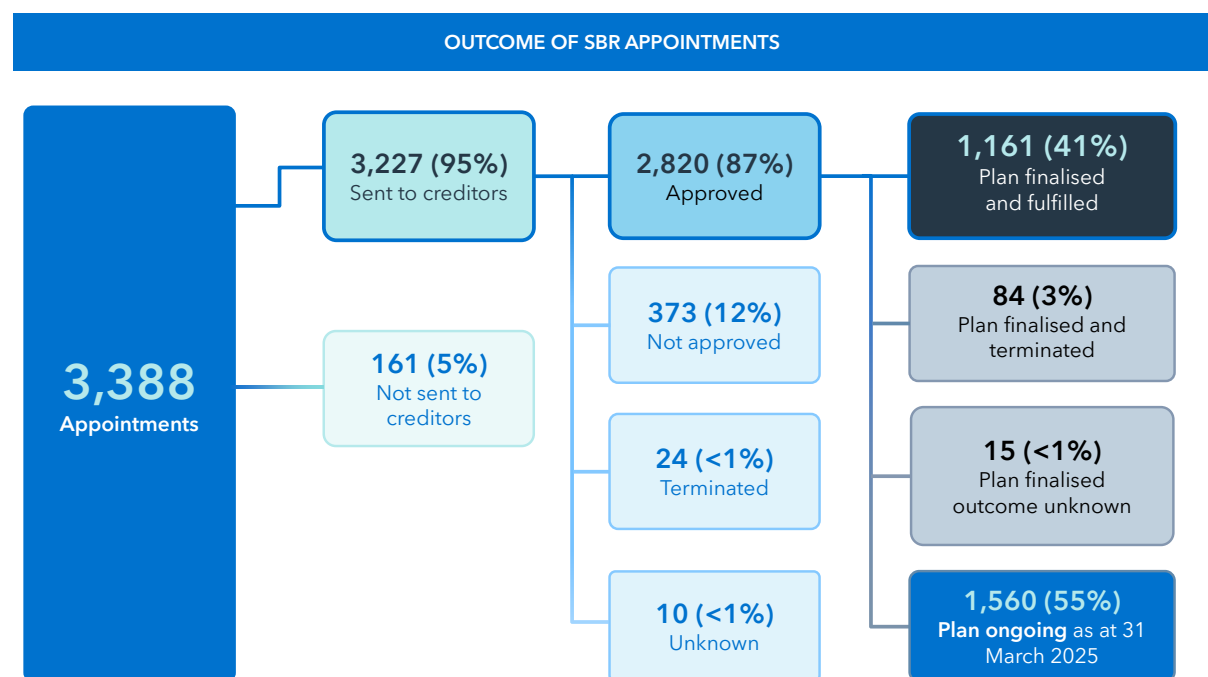 OUTCOME OF SBR APPOINTMENTS
3,388
Appointments
3,227 (95%)
Sent to creditors
161 (5%)
Not sent to
creditors
2,820 (87%)
Approved
373 (12%)
Not approved
24 (<1%)
Terminated
10 (<1%)
Unknown
1,161 (41%)
Plan finalised
and fulfilled
84 (3%)
Plan finalised and
terminated
15 (<1%)
Plan finalised
outcome unknown
1,560 (55%)
Plan ongoing as at 31
March 2025